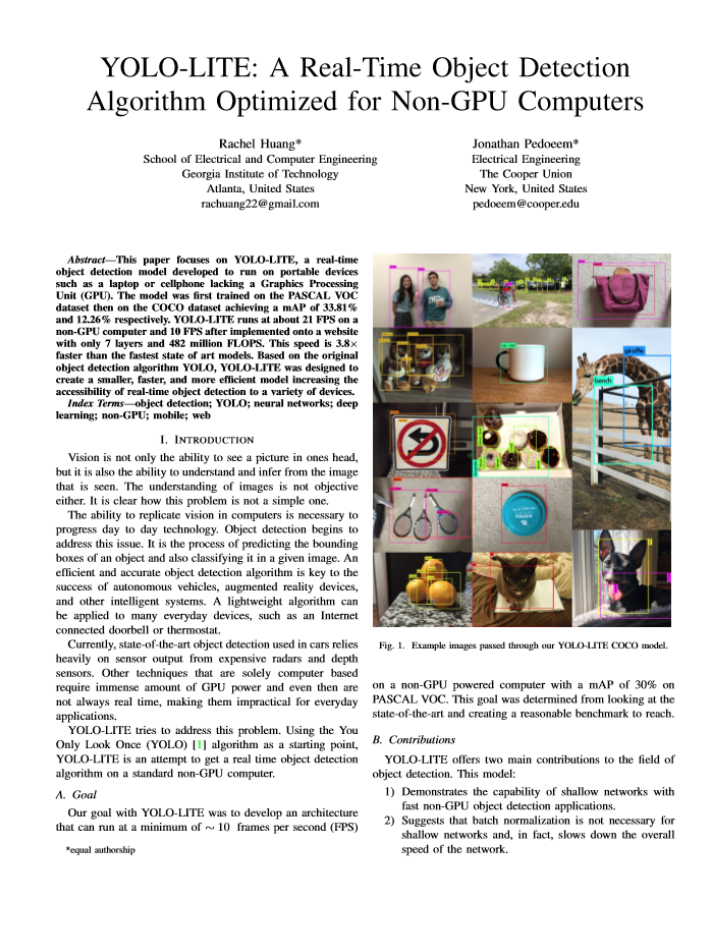 YOLO-LITE: A Real-Time Object Detection
Algorithm Optimized for Non-GPU Computers
Rachel Huang*
School of Electrical and Computer Engineering
Georgia Institute of Technology
Atlanta, United States
rachuang22@gmail.com
Jonathan Pedoeem*
Electrical Engineering
The Cooper Union
New York, United States
pedoeem@cooper.edu
Abstract—This paper focuses on YOLO-LITE, a real-time
object detection model developed to run on portable devices
such as a laptop or cellphone lacking a Graphics Processing
Unit (GPU). The model was first trained on the PASCAL VOC
dataset then on the COCO dataset achieving a mAP of 33.81%
and 12.26% respectively. YOLO-LITE runs at about 21 FPS on a
non-GPU computer and 10 FPS after implemented onto a website
with only 7 layers and 482 million FLOPS. This speed is 3.8×
faster than the fastest state of art models. Based on the original
object detection algorithm YOLO, YOLO-LITE was designed to
create a smaller, faster, and more efficient model increasing the
accessibility of real-time object detection to a variety of devices.
Index Terms—object detection; YOLO; neural networks; deep
learning; non-GPU; mobile; web
I. INTRODUCTION
Vision is not only the ability to see a picture in ones head,
but it is also the ability to understand and infer from the image
that is seen. The understanding of images is not objective
either. It is clear how this problem is not a simple one.
The ability to replicate vision in computers is necessary to
progress day to day technology. Object detection begins to
address this issue. It is the process of predicting the bounding
boxes of an object and also classifying it in a given image. An
efficient and accurate object detection algorithm is key to the
success of autonomous vehicles, augmented reality devices,
and other intelligent systems. A lightweight algorithm can
be applied to many everyday devices, such as an Internet
connected doorbell or thermostat.
Currently, state-of-the-art object detection used in cars relies
heavily on sensor output from expensive radars and depth
sensors. Other techniques that are solely computer based
require immense amount of GPU power and even then are
not always real time, making them impractical for everyday
applications.
YOLO-LITE tries to address this problem. Using the You
Only Look Once (YOLO) [1] algorithm as a starting point,
YOLO-LITE is an attempt to get a real time object detection
algorithm on a standard non-GPU computer.
A. Goal
Our goal with YOLO-LITE was to develop an architecture
that can run at a minimum of ∼ 10 frames per second (FPS)
*equal authorship
giraffe
bench
Fig. 1. Example images passed through our YOLO-LITE COCO model.
on a non-GPU powered computer with a mAP of 30% on
PASCAL VOC. This goal was determined from looking at the
state-of-the-art and creating a reasonable benchmark to reach.
B. Contributions
YOLO-LITE offers two main contributions to the field of
object detection. This model:
1) Demonstrates the capability of shallow networks with
fast non-GPU object detection applications.
2) Suggests that batch normalization is not necessary for
shallow networks and, in fact, slows down the overall
speed of the network.